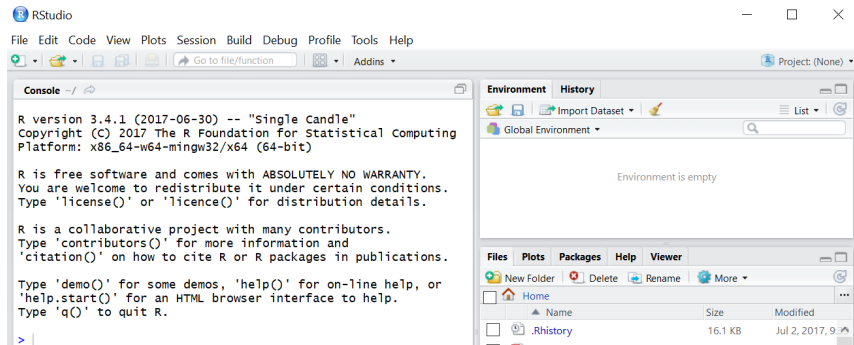 RStudio
File Edit Code View Plots Session Build Debug Profile Tools Help
Go to file/function Addins Project: (None)
Console ~/
R version 3.4.1 (2017-06-30) -- "Single Candle"
Copyright (C) 2017 The R Foundation for Statistical Computing
Platform: x86_64-w64-mingw32/x64 (64-bit)
R is free software and comes with ABSOLUTELY NO WARRANTY.
You are welcome to redistribute it under certain conditions.
Type 'license()' or 'licence()' for distribution details.
R is a collaborative project with many contributors.
Type 'contributors()' for more information and
'citation()' on how to cite R or R packages in publications.
Type 'demo()' for some demos, 'help()' for on-line help, or
'help.start()' for an HTML browser interface to help.
Type 'q()' to quit R.
>
Environment History
Import Dataset List
Global Environment
Environment is empty
Files Plots Packages Help Viewer
New Folder Delete Rename More
Home ...
Name Size Modified
.Rhistory 16.1 KB Jul 2, 2017,